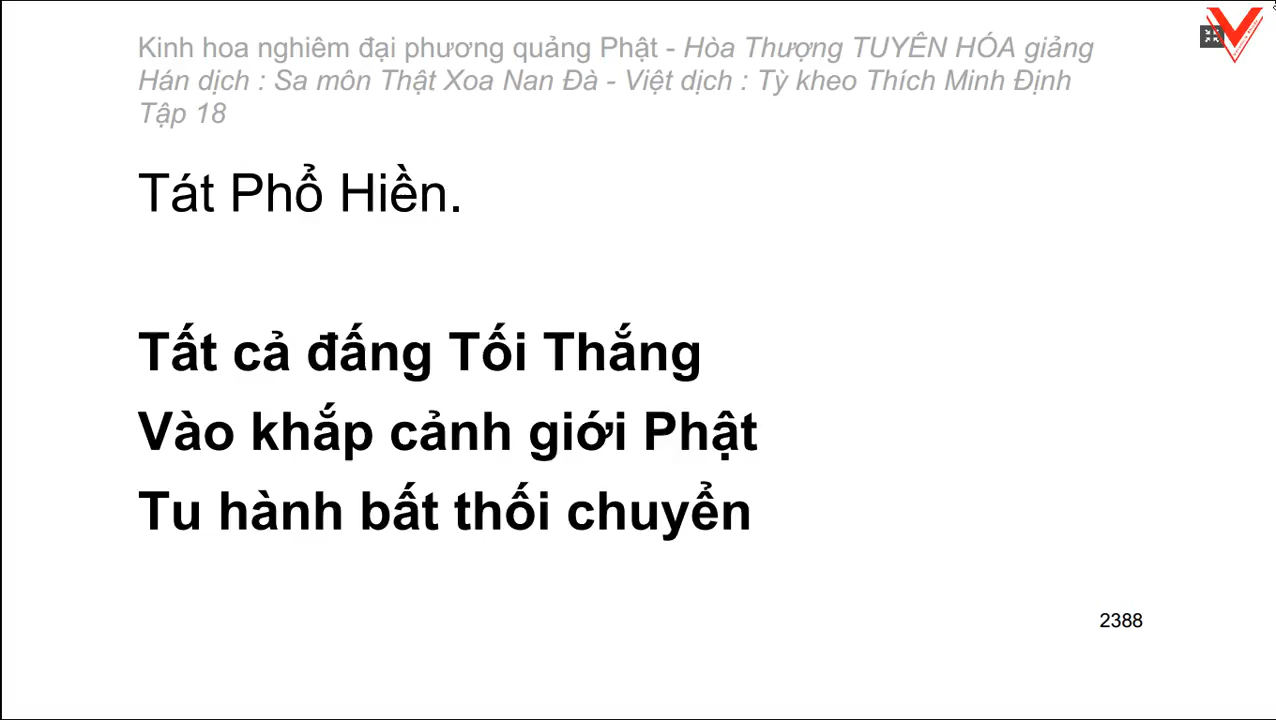 Kinh hoa nghiêm đại phương quảng Phật - Hòa Thượng TUYÊN HÓA giảng
Hán dịch : Sa môn Thật Xoa Nan Đà - Việt dịch : Tỳ kheo Thích Minh Định
Tập 18
Tát Phổ Hiền.
Tất cả đấng Tối Thắng
Vào khắp cảnh giới Phật
Tu hành bất thối chuyển
2388